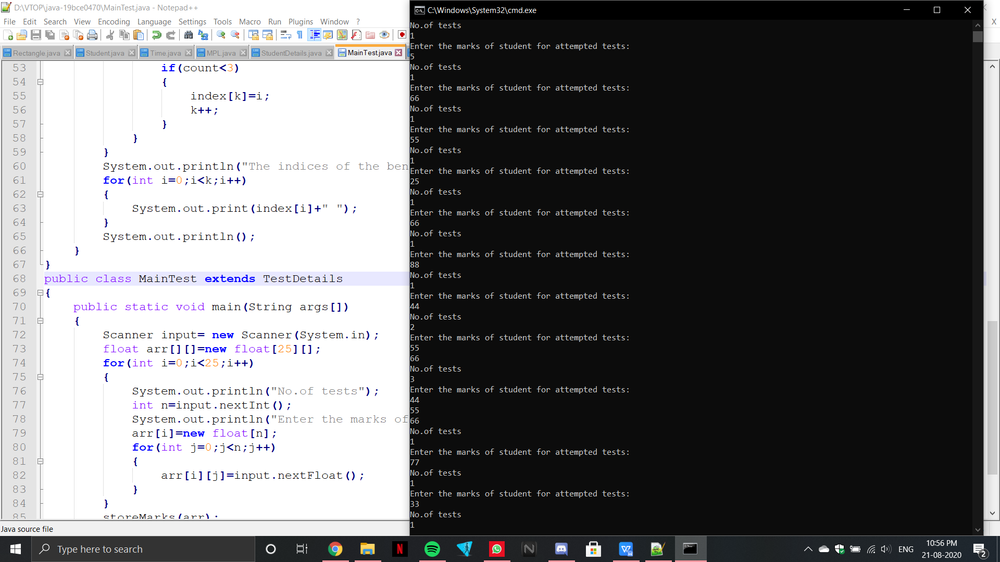 D:\VTOP\java-19bce0470\MainTest.java - Notepad++
File Edit Search View Encoding Language Settings Tools Macro Run Plugins Window ?
X
Rectangle.java Student.java Time.java MPL.java StudentDetails.java MainTest.java
53 if(count<3)
54 {
55 index[k]=i;
56 k++;
57 }
58 }
59 }
60 System.out.println("The indices of the ben
61 for(int i=0;i<k;i++)
62 {
63 System.out.print(index[i]+" ");
64 }
65 System.out.println();
66 }
67 }
68 public class MainTest extends TestDetails
69 {
70 public static void main(String args[])
71 {
72 Scanner input= new Scanner(System.in);
73 float arr[][]=new float[25][];
74 for(int i=0;i<25;i++)
75 {
76 System.out.println("No.of tests");
77 int n=input.nextInt();
78 System.out.println("Enter the marks of
79 arr[i]=new float[n];
80 for(int j=0;j<n;j++)
81 {
82 arr[i][j]=input.nextFloat();
83 }
84 }
85 storeMarks(arr);
Java source file
C:\Windows\System32\cmd.exe
No.of tests
1
Enter the marks of student for attempted tests:
5
No.of tests
1
Enter the marks of student for attempted tests:
66
No.of tests
1
Enter the marks of student for attempted tests:
55
No.of tests
1
Enter the marks of student for attempted tests:
25
No.of tests
1
Enter the marks of student for attempted tests:
66
No.of tests
1
Enter the marks of student for attempted tests:
88
No.of tests
1
Enter the marks of student for attempted tests:
44
No.of tests
2
Enter the marks of student for attempted tests:
55
66
No.of tests
3
Enter the marks of student for attempted tests:
44
55
66
No.of tests
1
Enter the marks of student for attempted tests:
77
No.of tests
1
Enter the marks of student for attempted tests:
33
No.of tests
1
Type here to search
ENG
10:56 PM
21-08-2020
2